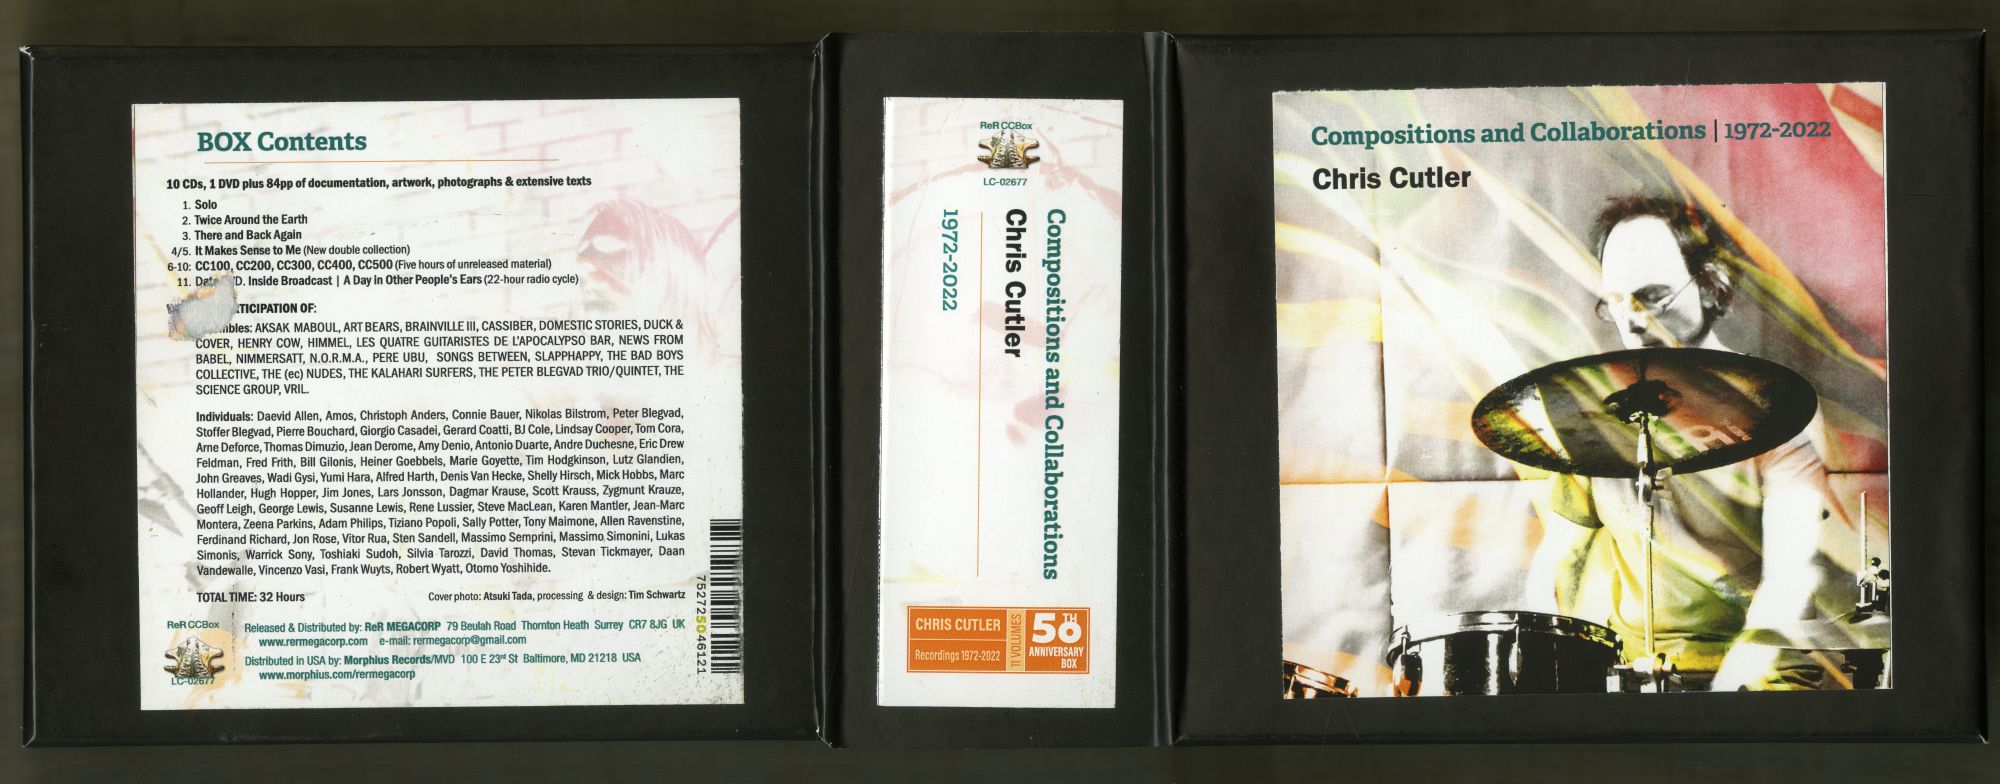 BOX Contents
10 CDs, 1 DVD plus 84pp of documentation, artwork, photographs & extensive texts
1. Solo
2. Twice Around the Earth
3. There and Back Again
4/5. It Makes Sense to Me (New double collection)
6-10: CC100, CC200, CC300, CC400, CC500 (Five hours of unreleased material)
11. Inside Broadcast | A Day in Other People's Ears (22-hour radio cycle)
OF:
AKSAK MABOUL, ART BEARS, BRAINVILLE III, CASSIBER, DOMESTIC STORIES, DUCK &
COVER, HENRY COW, HIMMEL, LES QUATRE GUITARISTES DE L'APOCALYPSO BAR, NEWS FROM
BABEL, NIMMERSATT, N.O.R.M.A., PERE UBU, SONGS BETWEEN, SLAPPHAPPY, THE BAD BOYS
COLLECTIVE, THE (ec) NUDES, THE KALAHARI SURFERS, THE PETER BLEGVAD TRIO/QUINTET, THE
SCIENCE GROUP, VRIL.
Individuals: Daevid Allen, Amos, Christoph Anders, Connie Bauer, Nikolas Bilstrom, Peter Blegvad,
Stoffer Blegvad, Pierre Bouchard, Giorgio Casadei, Gerard Coatti, BJ Cole, Lindsay Cooper, Tom Cora,
Arne Deforce, Thomas Dimuzio, Jean Derome, Amy Denio, Antonio Duarte, Andre Duchesne, Eric Drew
Feldman, Fred Frith, Bill Gilonis, Heiner Goebbels, Marie Goyette, Tim Hodgkinson, Lutz Glandien,
John Greaves, Wadi Gysi, Yumi Hara, Alfred Harth, Denis Van Hecke, Shelly Hirsch, Mick Hobbs, Marc
Hollander, Hugh Hopper, Jim Jones, Lars Jonsson, Dagmar Krause, Scott Krauss, Zygmunt Krauze,
Geoff Leigh, George Lewis, Susanne Lewis, Rene Lussier, Steve MacLean, Karen Mantler, Jean-Marc
Montera, Zeena Parkins, Adam Philips, Tiziano Popoli, Sally Potter, Tony Maimone, Allen Ravenstine,
Ferdinand Richard, Jon Rose, Vitor Rua, Sten Sandell, Massimo Semprini, Massimo Simonini, Lukas
Simonis, Warrick Sony, Toshiaki Sudoh, Silvia Tarozzi, David Thomas, Stevan Tickmayer, Daan
Vandewalle, Vincenzo Vasi, Frank Wuyts, Robert Wyatt, Otomo Yoshihide.
TOTAL TIME: 32 Hours
Cover photo: Atsuki Tada, processing & design: Tim Schwartz
ReR CCBox
LC-02677
Released & Distributed by: ReR MEGACORP 79 Beulah Road Thornton Heath Surrey CR7 8JG UK
www.rermegacorp.com e-mail: rermegacorp@gmail.com
Distributed in USA by: Morphius Records/MVD 100 E 23rd St Baltimore, MD 21218 USA
www.morphius.com/rermegacorp
752725046121
ReR CCBox
LC-02677
Compositions and Collaborations
Chris Cutler
1972-2022
CHRIS CUTLER
Recordings 1972-2022
11 VOLUMES
50TH
ANNIVERSARY
BOX
Compositions and Collaborations | 1972-2022
Chris Cutler